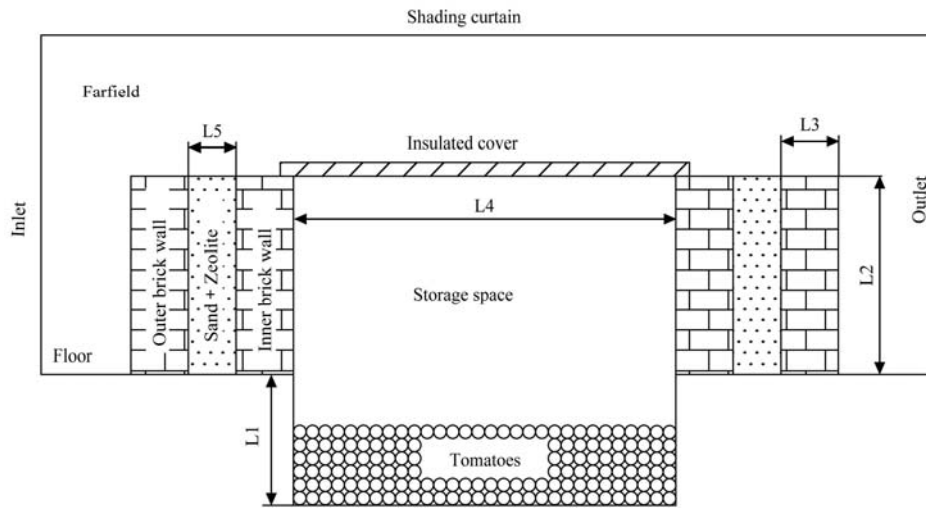 Shading curtain
Farfield
L5
Insulated cover
L3
L4
Inlet
Outer brick wall
Sand + Zeolite
Inner brick wall
Storage space
L2
Outlet
Floor
L1
Tomatoes